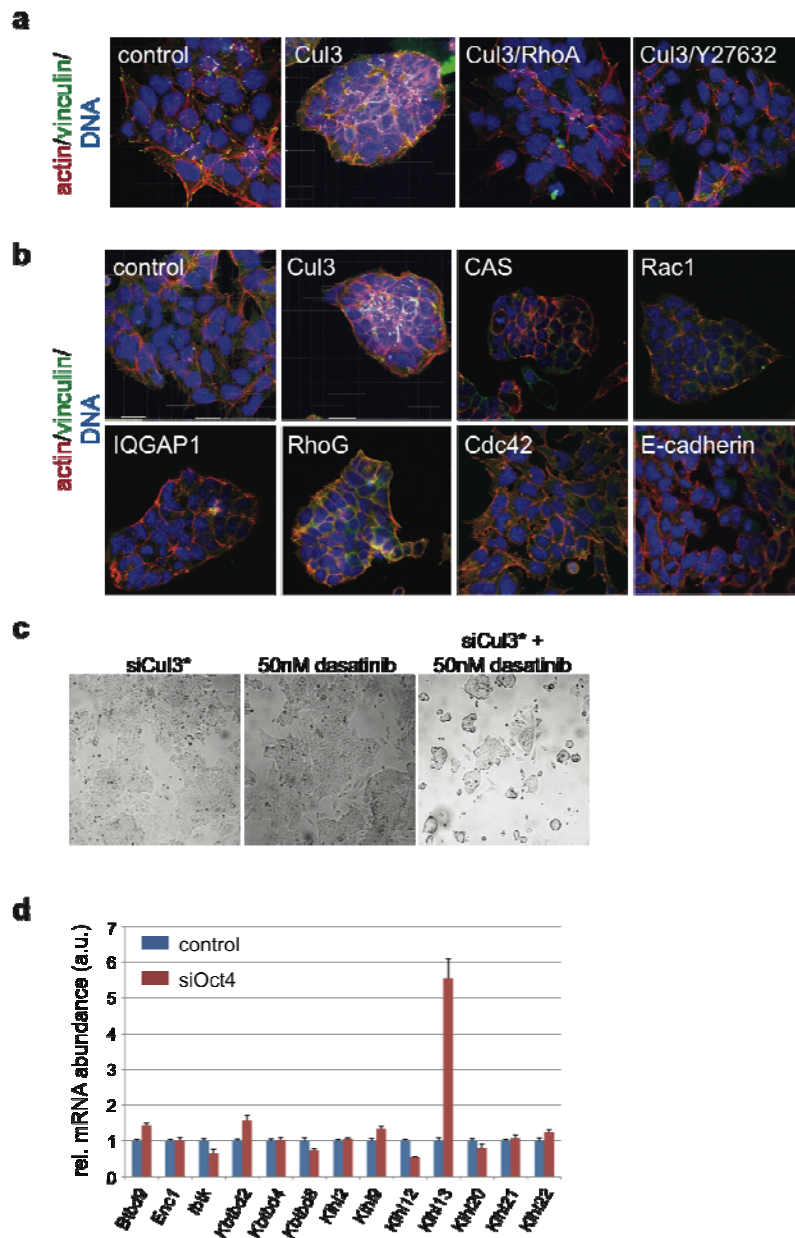 a
actin/vinculin/
DNA
control
Cul3
Cul3/RhoA
Cul3/Y27632
b
actin/vinculin/
DNA
control
Cul3
CAS
Rac1
IQGAP1
RhoG
Cdc42
E-cadherin
c
siCul3*
50nM dasatinib
siCul3* +
50nM dasatinib
d
rel. mRNA abundance (a.u.)
7
6
5
4
3
2
1
0
control
siOct4
Btbd9
Enc1
Ibtk
Kbtbd2
Kbtbd4
Kbtbd8
Klhl2
Klhl9
Klhl12
Klhl13
Klhl20
Klhl21
Klhl22